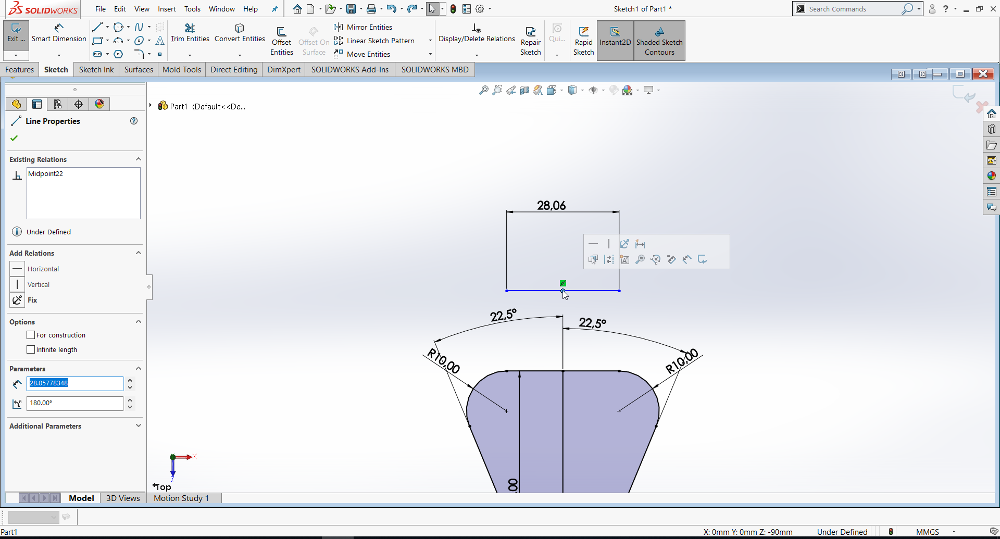 SOLIDWORKS
File Edit View Insert Tools Window Help
Sketch1 of Part1 *
Search Commands
?
Exit ...
Smart Dimension
Trim Entities
Convert Entities
Offset
Entities
Offset On
Surface
Mirror Entities
Linear Sketch Pattern
Move Entities
Display/Delete Relations
Repair
Sketch
Qui...
Rapid
Sketch
Instant2D
Shaded Sketch
Contours
Features Sketch Sketch Ink Surfaces Mold Tools Direct Editing DimXpert SOLIDWORKS Add-Ins SOLIDWORKS MBD
Part1 (Default<<De...
Line Properties
?
Existing Relations
Midpoint22
Under Defined
Add Relations
Horizontal
Vertical
Fix
Options
For construction
Infinite length
Parameters
28.05778348
180.00°
Additional Parameters
28,06
22,5°
22,5°
R10,00
R10,00
,00
X
Z
*Top
Model 3D Views Motion Study 1
Part1
X: 0mm Y: 0mm Z: -90mm
Under Defined
MMGS